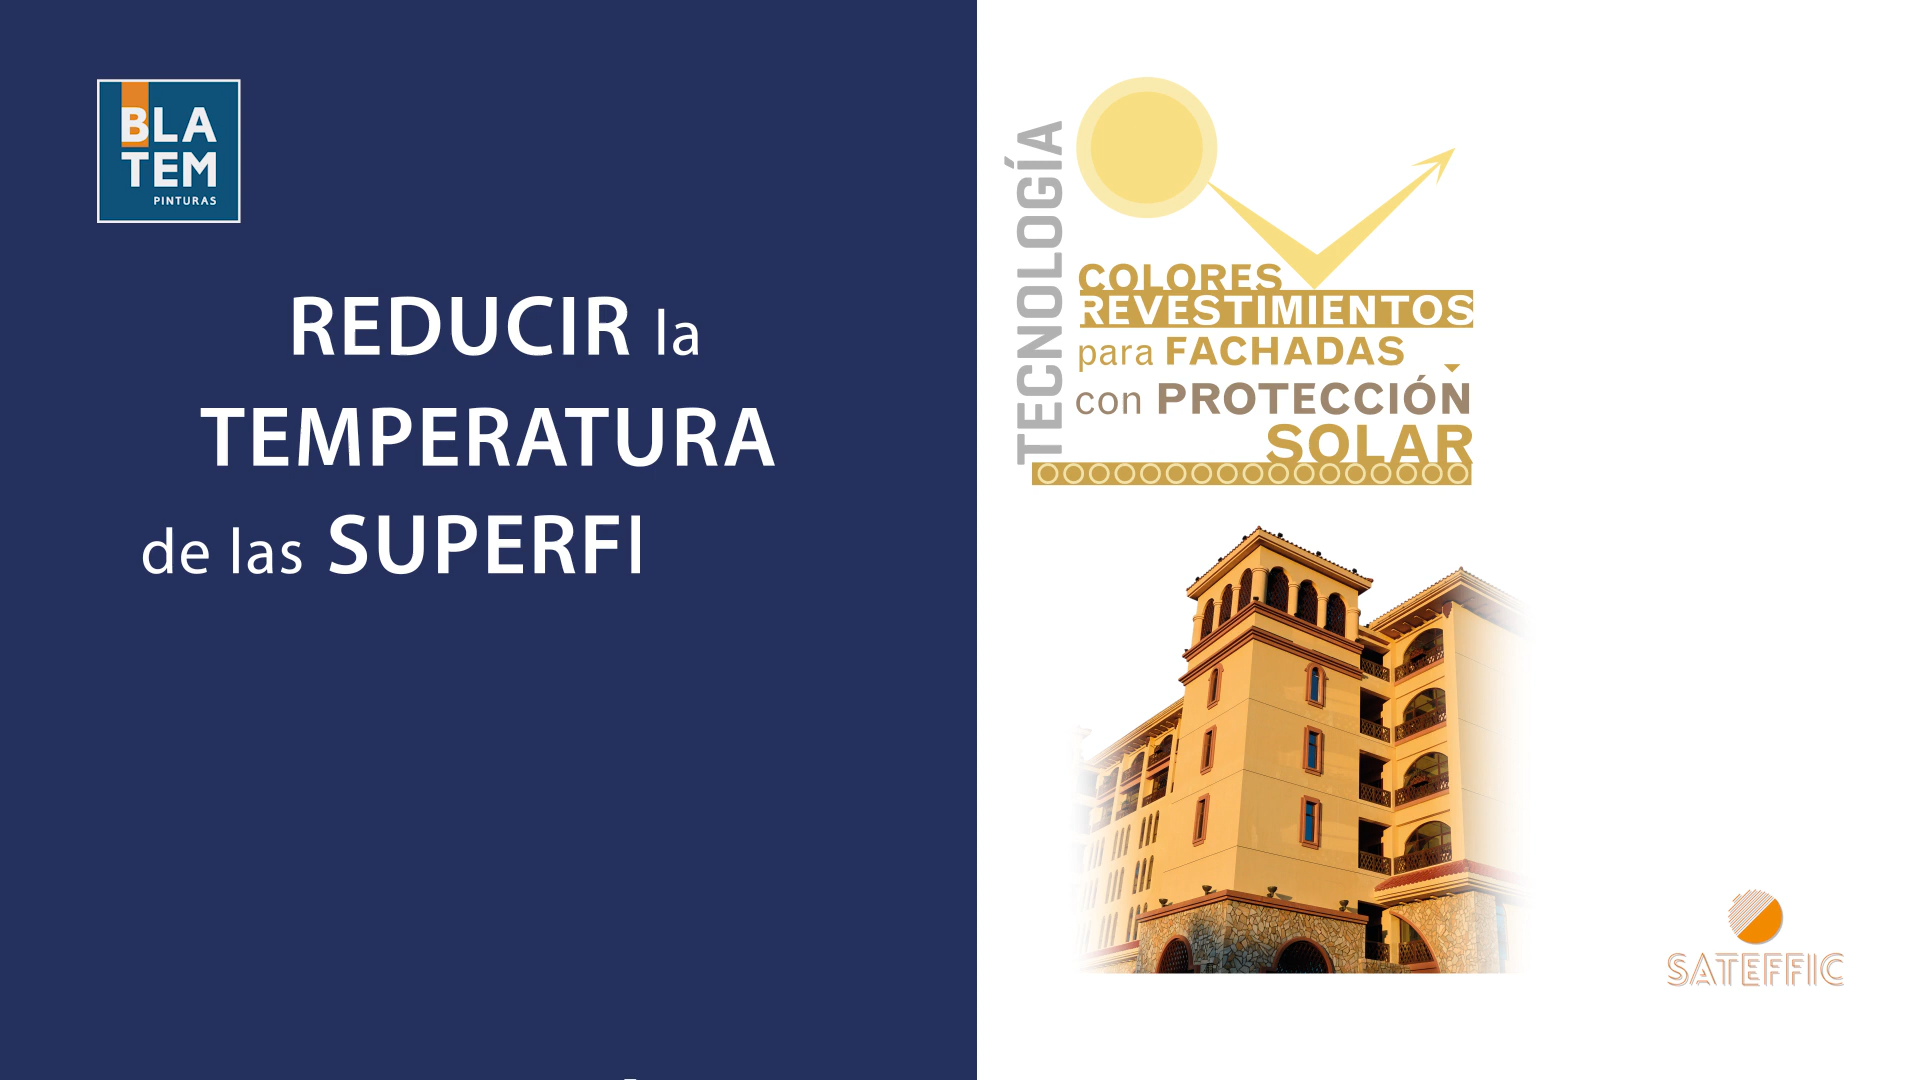 BLA
TEM
PINTURAS
REDUCIR la
TEMPERATURA
de las SUPERFI
TECNOLOGÍA
COLORES
REVESTIMIENTOS
para FACHADAS
con PROTECCIÓN
SOLAR
SATEFFIC